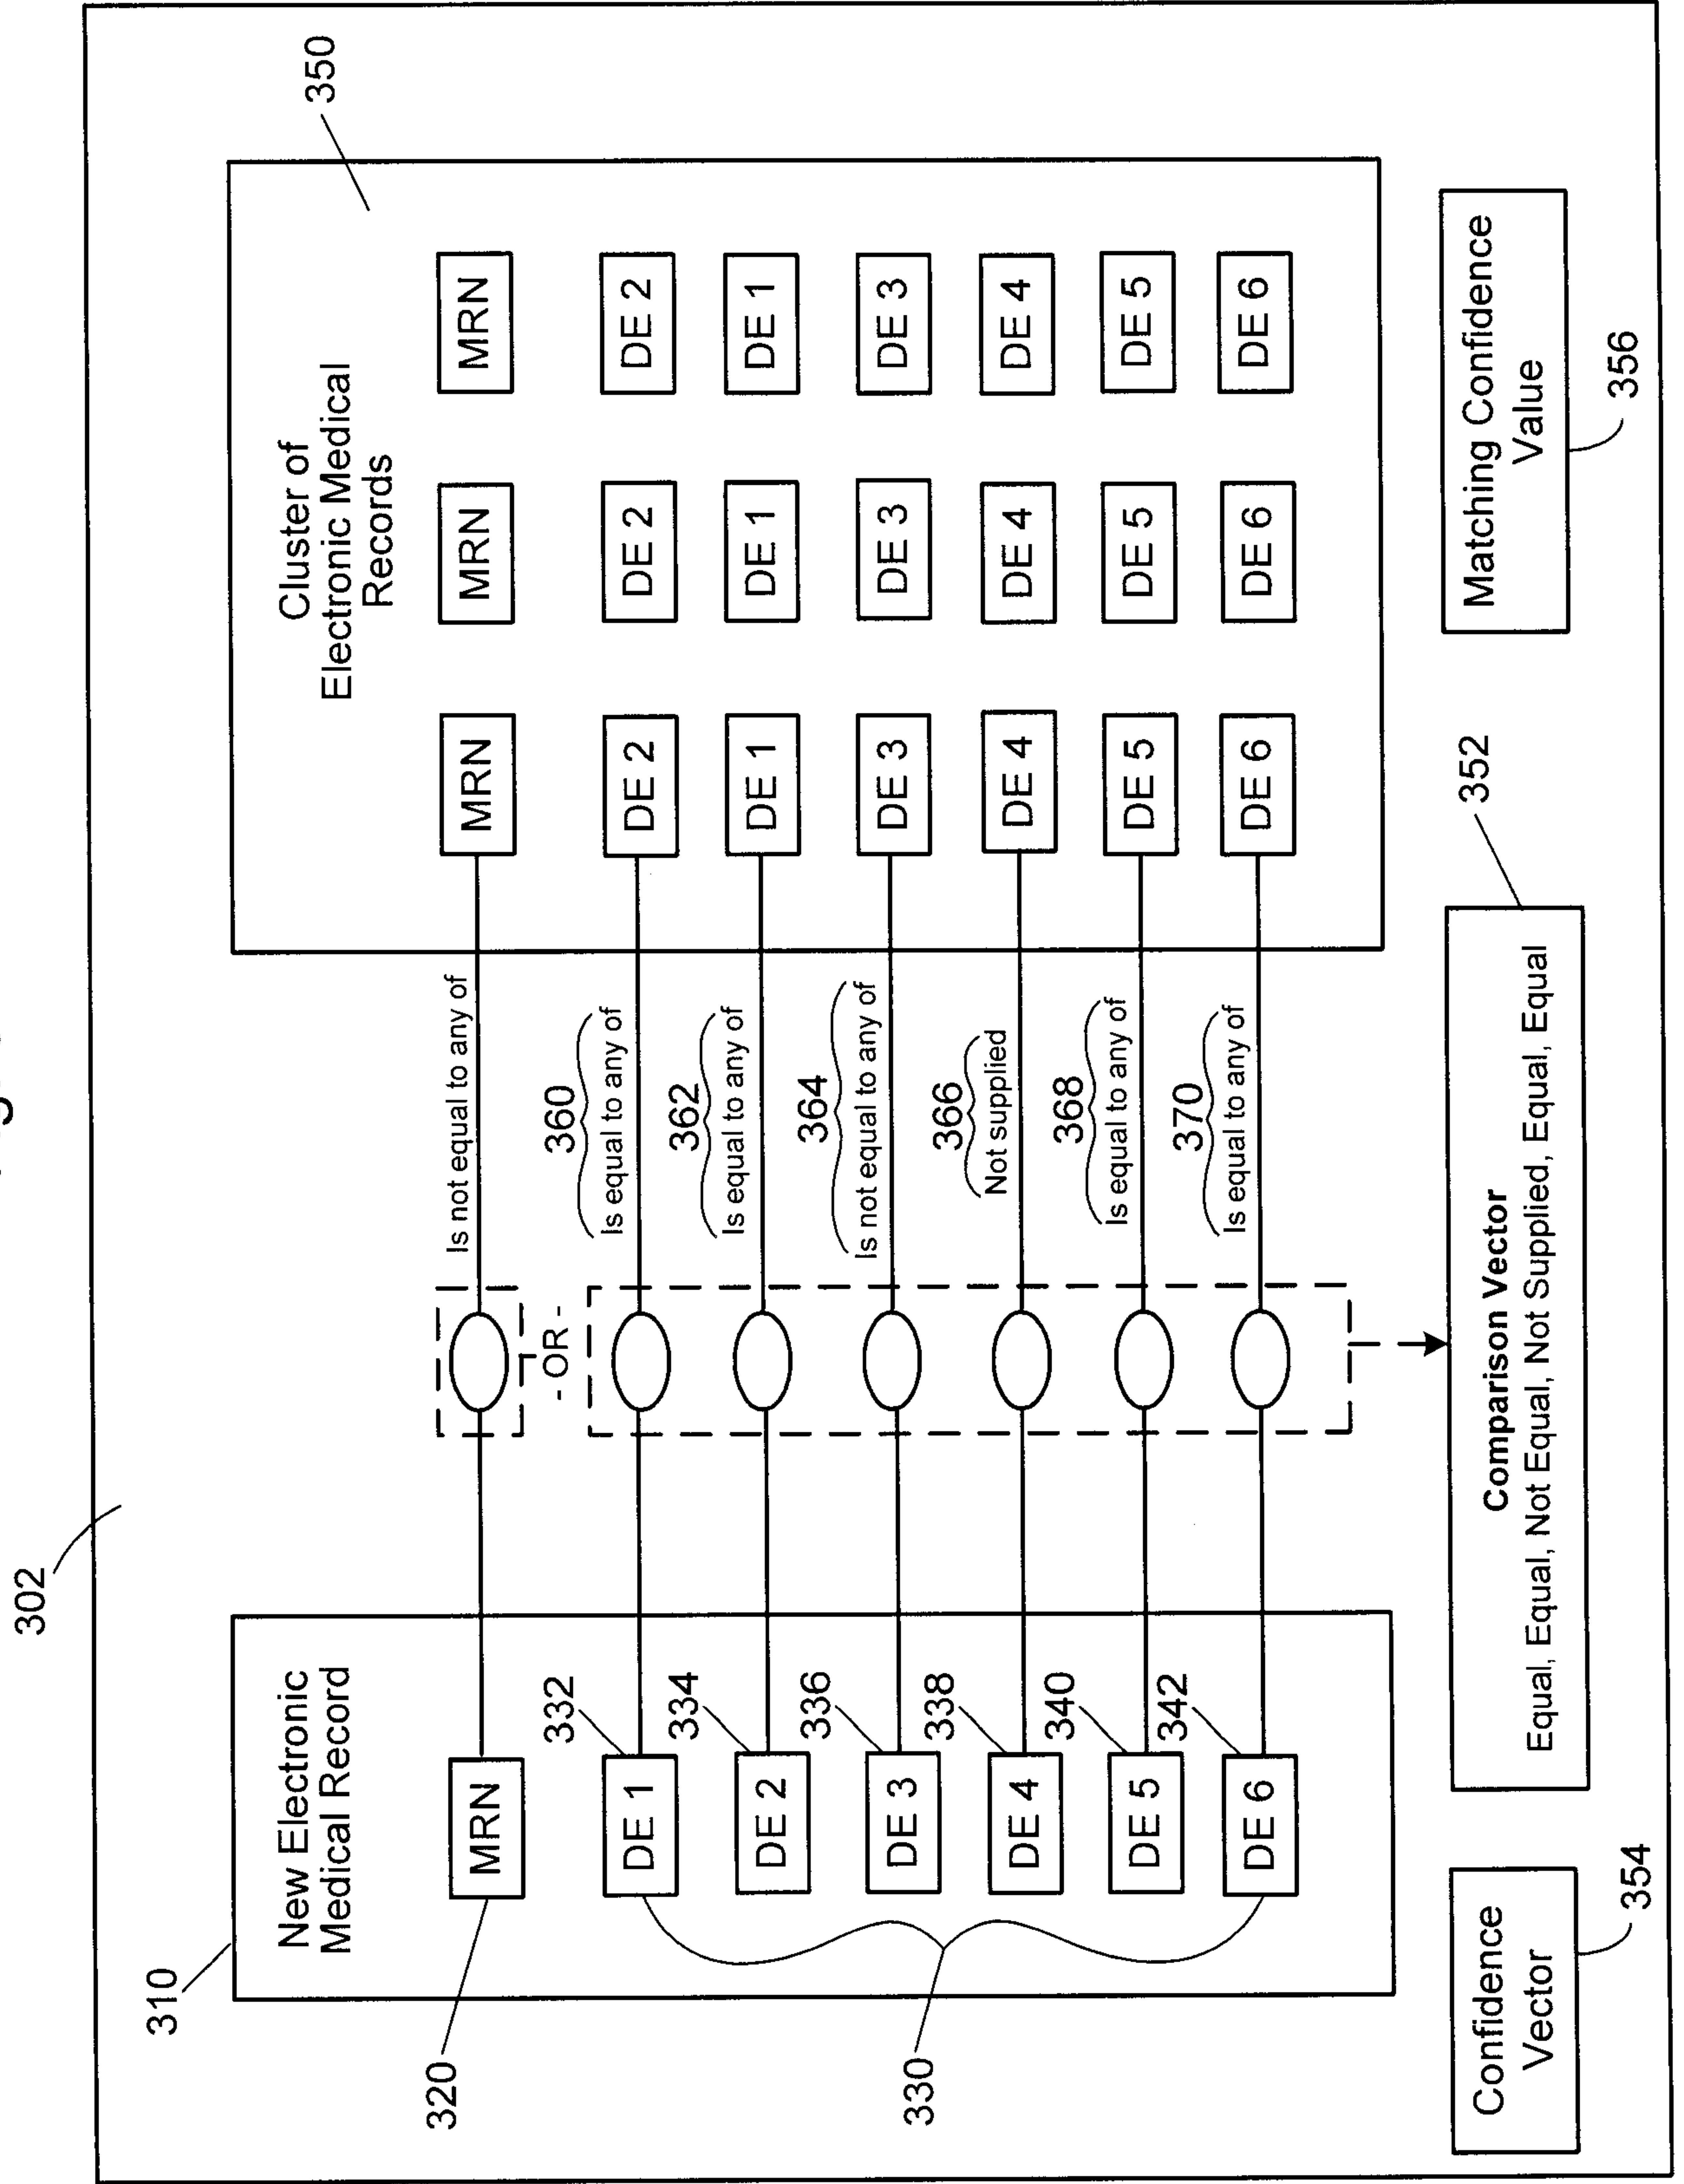 302
310
New Electronic
Medical Record
320
MRN
330
332
DE 1
334
DE 2
336
DE 3
338
DE 4
340
DE 5
342
DE 6
Is not equal to any of
- OR -
360
Is equal to any of
362
Is equal to any of
364
Is not equal to any of
366
Not supplied
368
Is equal to any of
370
Is equal to any of
350
Cluster of
Electronic Medical
Records
MRN MRN MRN
DE 2 DE 2 DE 2
DE 1 DE 1 DE 1
DE 3 DE 3 DE 3
DE 4 DE 4 DE 4
DE 5 DE 5 DE 5
DE 6 DE 6 DE 6
Confidence
Vector
354
Comparison Vector
Equal, Equal, Not Equal, Not Supplied, Equal, Equal
352
Matching Confidence
Value
356